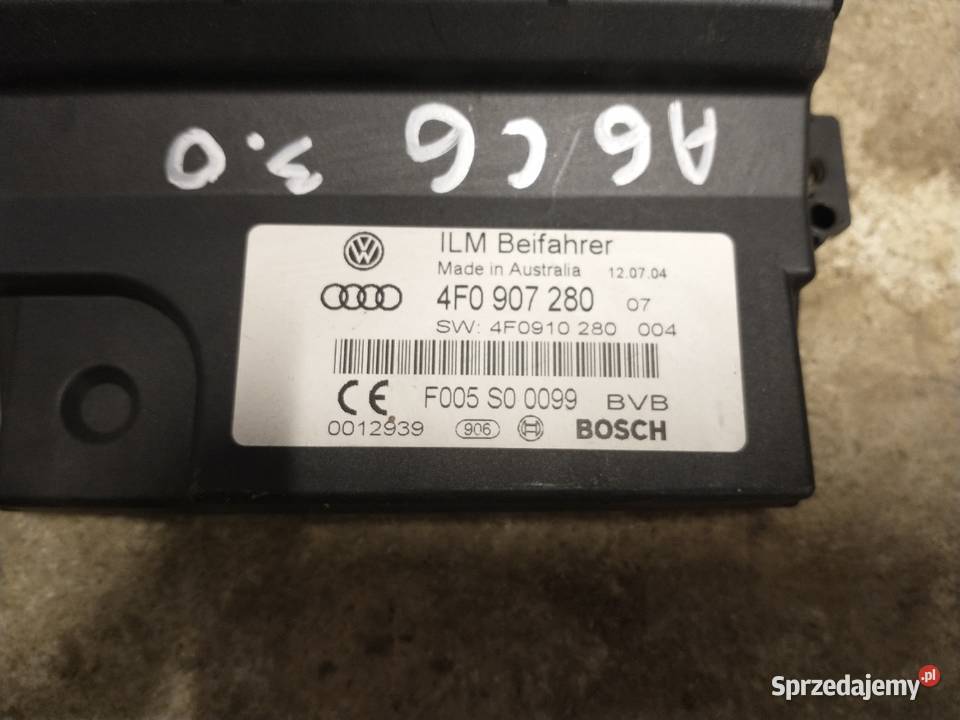 A6 C6 3.0
ILM Beifahrer
Made in Australia 12.07.04
4F0 907 280 07
SW: 4F0910 280 004
CE F005 S0 0099 BVB
0012939 906 BOSCH
Sprzedajemy.pl